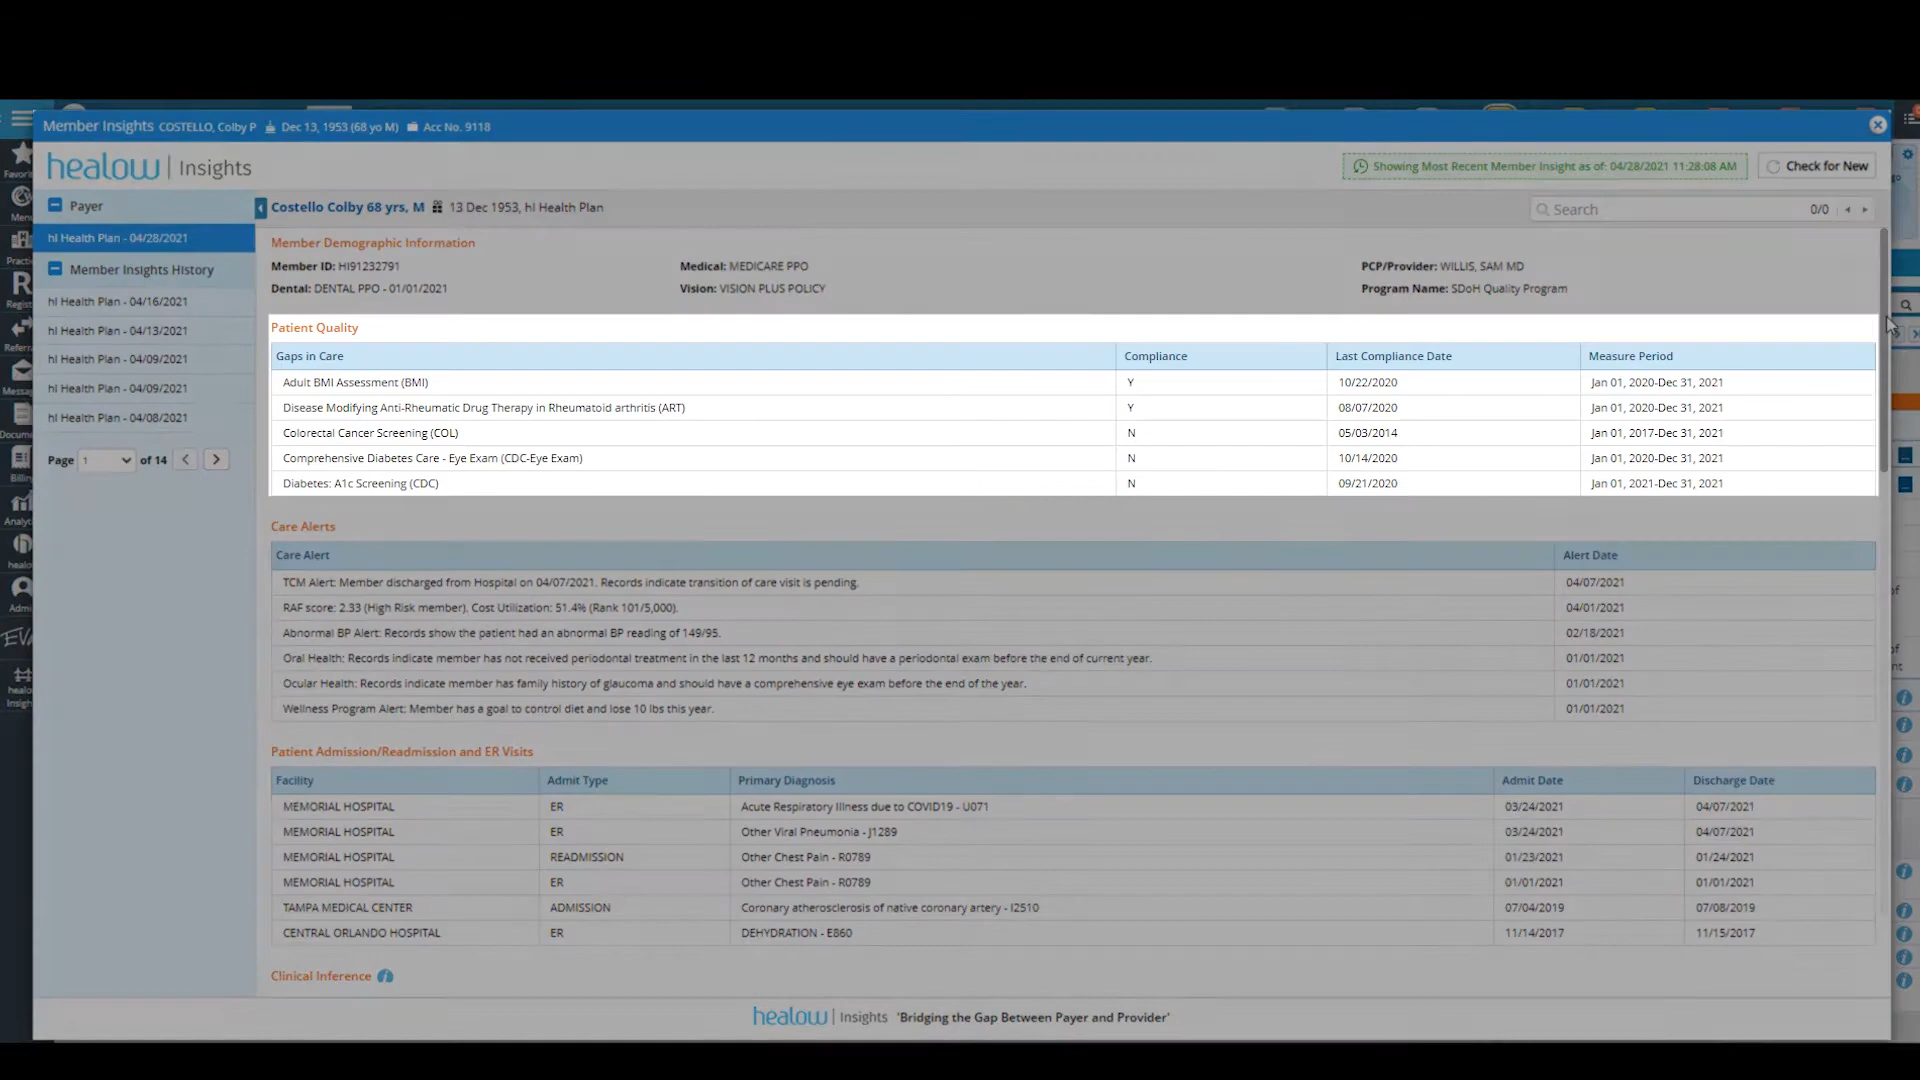 Member Insights COSTELLO, Colby P Dec 13, 1953 (68 yo M) Acc No. 9118
healow | Insights
Showing Most Recent Member Insight as of: 04/28/2021 11:28:08 AM
Check for New
Payer
hl Health Plan - 04/28/2021
Member Insights History
hl Health Plan - 04/16/2021
hl Health Plan - 04/13/2021
hl Health Plan - 04/09/2021
hl Health Plan - 04/09/2021
hl Health Plan - 04/08/2021
Page 1 of 14
Costello Colby 68 yrs, M 13 Dec 1953, hl Health Plan
Search 0/0
Member Demographic Information
Member ID: HI91232791 Medical: MEDICARE PPO PCP/Provider: WILLIS, SAM MD
Dental: DENTAL PPO - 01/01/2021 Vision: VISION PLUS POLICY Program Name: SDoH Quality Program
Patient Quality
Gaps in Care Compliance Last Compliance Date Measure Period
Adult BMI Assessment (BMI) Y 10/22/2020 Jan 01, 2020-Dec 31, 2021
Disease Modifying Anti-Rheumatic Drug Therapy in Rheumatoid arthritis (ART) Y 08/07/2020 Jan 01, 2020-Dec 31, 2021
Colorectal Cancer Screening (COL) N 05/03/2014 Jan 01, 2017-Dec 31, 2021
Comprehensive Diabetes Care - Eye Exam (CDC-Eye Exam) N 10/14/2020 Jan 01, 2020-Dec 31, 2021
Diabetes: A1c Screening (CDC) N 09/21/2020 Jan 01, 2021-Dec 31, 2021
Care Alerts
Care Alert Alert Date
TCM Alert: Member discharged from Hospital on 04/07/2021. Records indicate transition of care visit is pending. 04/07/2021
RAF score: 2.33 (High Risk member). Cost Utilization: 51.4% (Rank 101/5,000). 04/01/2021
Abnormal BP Alert: Records show the patient had an abnormal BP reading of 149/95. 02/18/2021
Oral Health: Records indicate member has not received periodontal treatment in the last 12 months and should have a periodontal exam before the end of current year. 01/01/2021
Ocular Health: Records indicate member has family history of glaucoma and should have a comprehensive eye exam before the end of the year. 01/01/2021
Wellness Program Alert: Member has a goal to control diet and lose 10 lbs this year. 01/01/2021
Patient Admission/Readmission and ER Visits
Facility Admit Type Primary Diagnosis Admit Date Discharge Date
MEMORIAL HOSPITAL ER Acute Respiratory Illness due to COVID19 - U071 03/24/2021 04/07/2021
MEMORIAL HOSPITAL ER Other Viral Pneumonia - J1289 03/24/2021 04/07/2021
MEMORIAL HOSPITAL READMISSION Other Chest Pain - R0789 01/23/2021 01/24/2021
MEMORIAL HOSPITAL ER Other Chest Pain - R0789 01/01/2021 01/01/2021
TAMPA MEDICAL CENTER ADMISSION Coronary atherosclerosis of native coronary artery - I2510 07/04/2019 07/08/2019
CENTRAL ORLANDO HOSPITAL ER DEHYDRATION - E860 11/14/2017 11/15/2017
Clinical Inference
healow | Insights 'Bridging the Gap Between Payer and Provider'